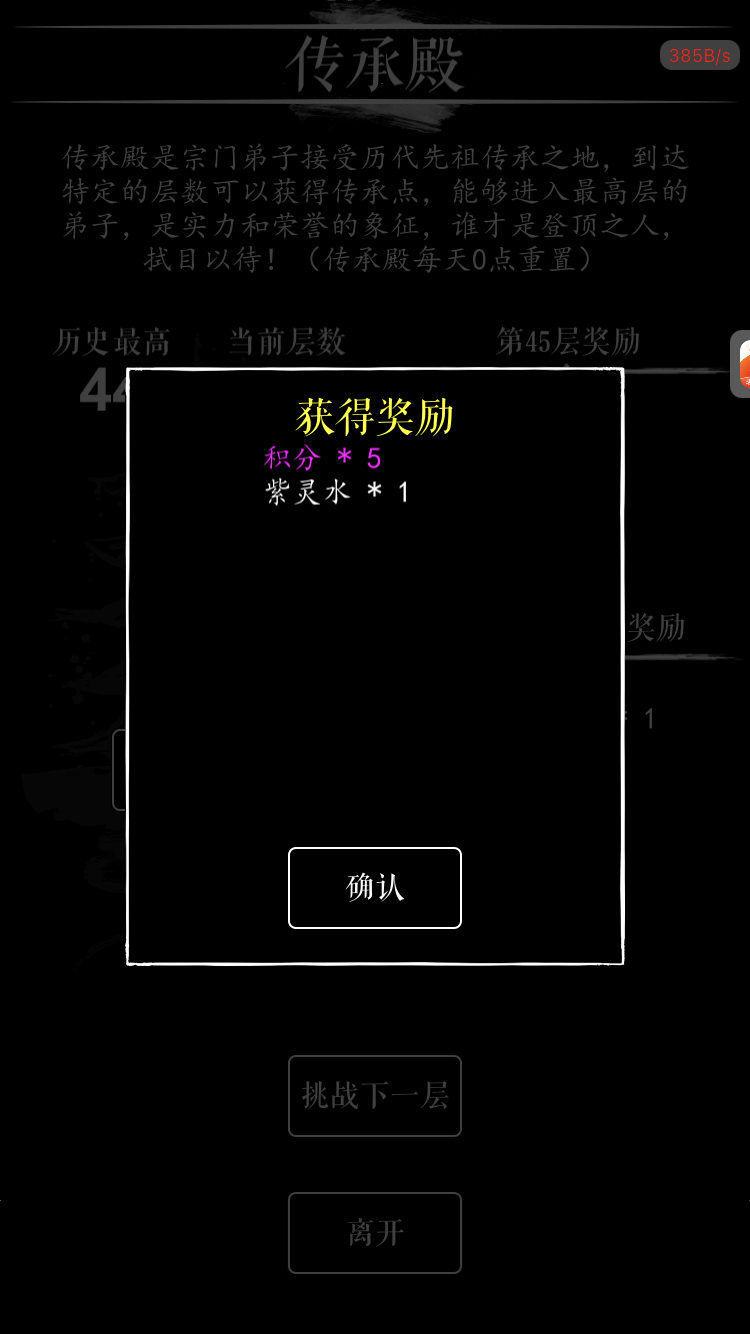 传承殿
385B/s
传承殿是宗门弟子接受历代先祖传承之地，到达
特定的层数可以获得传承点，能够进入最高层的
弟子，是实力和荣誉的象征，谁才是登顶之人，
拭目以待！（传承殿每天0点重置）
历史最高 当前层数 第45层奖励
44
获得奖励
积分 * 5
紫灵水 * 1
奖励
* 1
确认
挑战下一层
离开